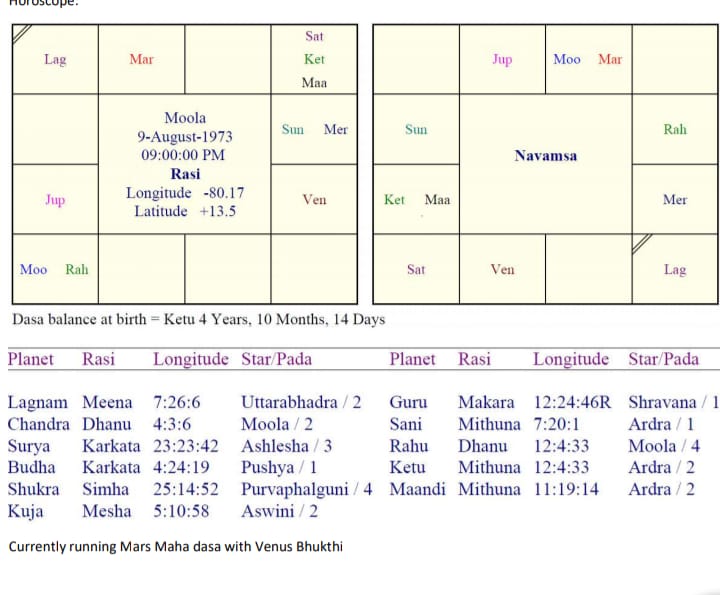 Horoscope:
Lag Mar Sat Ket Maa
Moola
9-August-1973
09:00:00 PM
Rasi
Longitude -80.17
Latitude +13.5
Sun Mer
Jup
Ven
Moo Rah
Jup Moo Mar
Sun Rah
Navamsa
Ket Maa Mer
Sat Ven Lag
Dasa balance at birth = Ketu 4 Years, 10 Months, 14 Days
Planet Rasi Longitude Star/Pada Planet Rasi Longitude Star/Pada
Lagnam Meena 7:26:6 Uttarabhadra / 2 Guru Makara 12:24:46R Shravana / 1
Chandra Dhanu 4:3:6 Moola / 2 Sani Mithuna 7:20:1 Ardra / 1
Surya Karkata 23:23:42 Ashlesha / 3 Rahu Dhanu 12:4:33 Moola / 4
Budha Karkata 4:24:19 Pushya / 1 Ketu Mithuna 12:4:33 Ardra / 2
Shukra Simha 25:14:52 Purvaphalguni / 4 Maandi Mithuna 11:19:14 Ardra / 2
Kuja Mesha 5:10:58 Aswini / 2
Currently running Mars Maha dasa with Venus Bhukthi